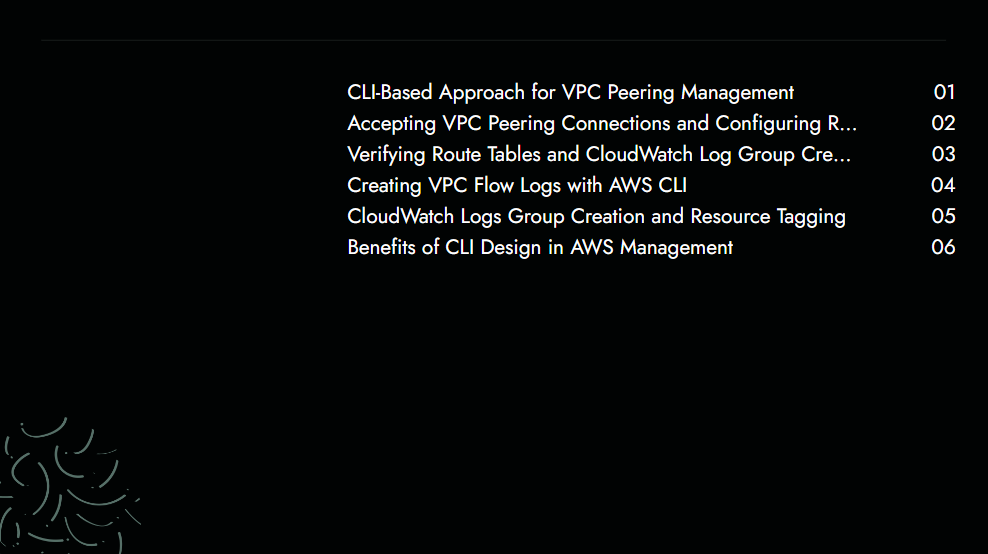 CLI-Based Approach for VPC Peering Management 01
Accepting VPC Peering Connections and Configuring R... 02
Verifying Route Tables and CloudWatch Log Group Cre... 03
Creating VPC Flow Logs with AWS CLI 04
CloudWatch Logs Group Creation and Resource Tagging 05
Benefits of CLI Design in AWS Management 06